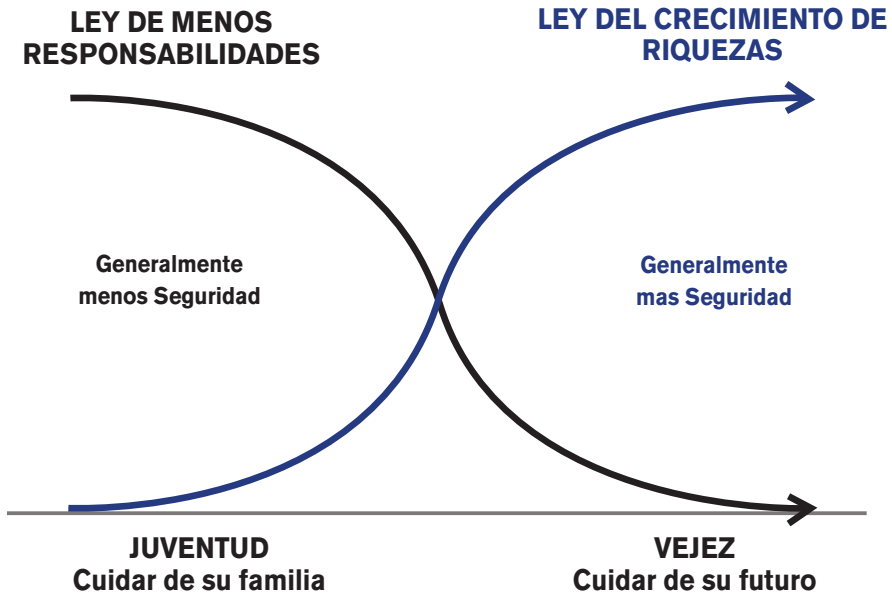 LEY DE MENOS
RESPONSABILIDADES
LEY DEL CRECIMIENTO DE
RIQUEZAS
Generalmente
menos Seguridad
Generalmente
mas Seguridad
JUVENTUD
Cuidar de su familia
VEJEZ
Cuidar de su futuro